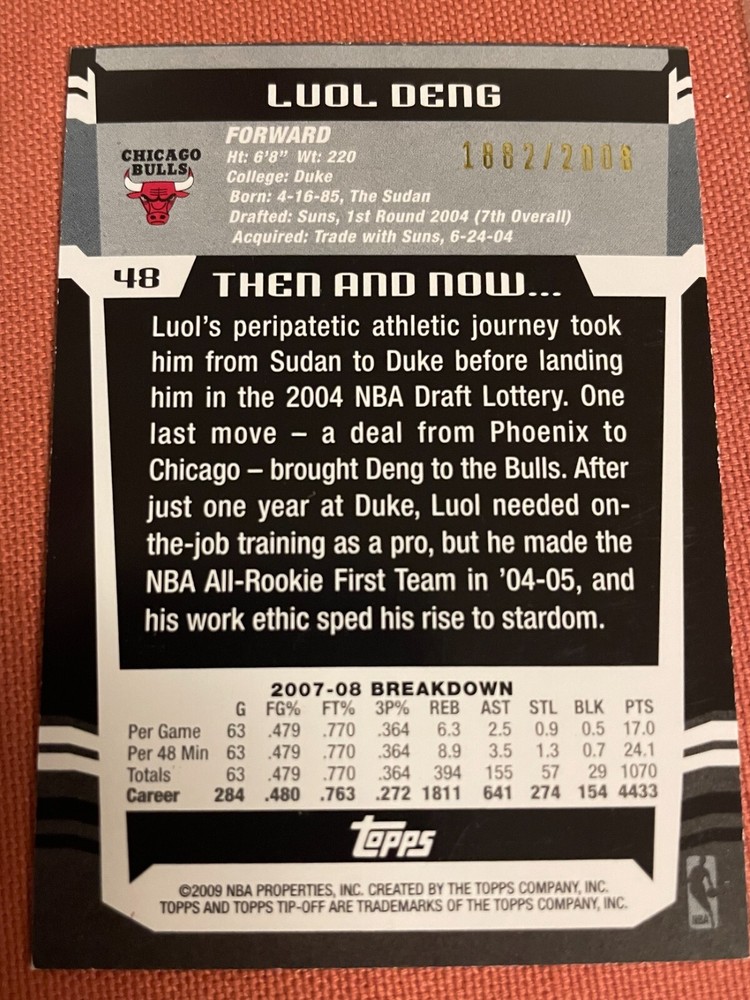 LUOL DENG
CHICAGO
BULLS
FORWARD
Ht: 6'8" Wt: 220
College: Duke
Born: 4-16-85, The Sudan
Drafted: Suns, 1st Round 2004 (7th Overall)
Acquired: Trade with Suns, 6-24-04
1882/2008
48 THEN AND NOW...
Luol's peripatetic athletic journey took
him from Sudan to Duke before landing
him in the 2004 NBA Draft Lottery. One
last move – a deal from Phoenix to
Chicago – brought Deng to the Bulls. After
just one year at Duke, Luol needed on-
the-job training as a pro, but he made the
NBA All-Rookie First Team in '04-05, and
his work ethic sped his rise to stardom.
2007-08 BREAKDOWN
G FG% FT% 3P% REB AST STL BLK PTS
Per Game 63 .479 .770 .364 6.3 2.5 0.9 0.5 17.0
Per 48 Min 63 .479 .770 .364 8.9 3.5 1.3 0.7 24.1
Totals 63 .479 .770 .364 394 155 57 29 1070
Career 284 .480 .763 .272 1811 641 274 154 4433
topps
©2009 NBA PROPERTIES, INC. CREATED BY THE TOPPS COMPANY, INC.
TOPPS AND TOPPS TIP-OFF ARE TRADEMARKS OF THE TOPPS COMPANY, INC.
NBA